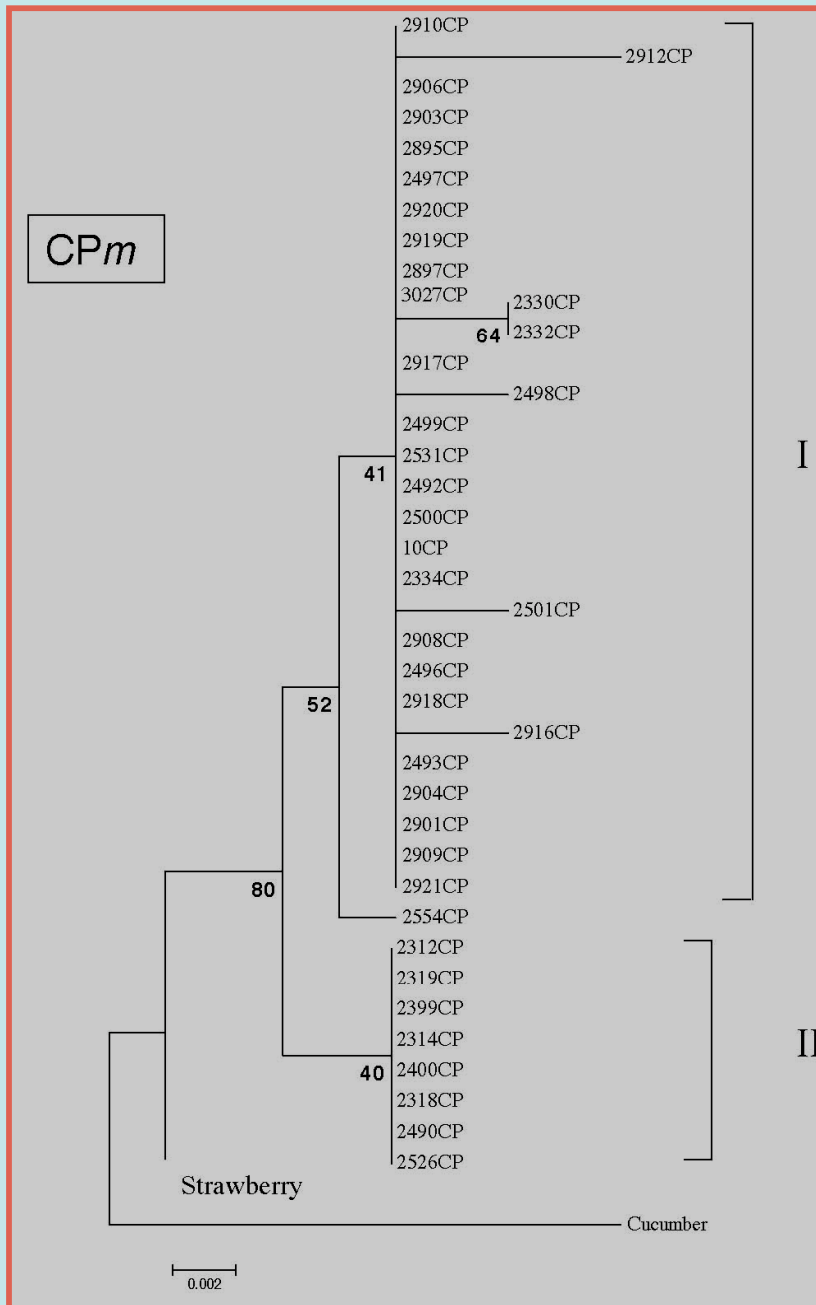 2910CP
2912CP
2906CP
2903CP
2895CP
2497CP
2920CP
2919CP
2897CP
3027CP
2330CP
64
2332CP
2917CP
2498CP
2499CP
2531CP
41
2492CP
2500CP
10CP
2334CP
2501CP
2908CP
2496CP
52
2918CP
2916CP
2493CP
2904CP
2901CP
2909CP
80
2921CP
2554CP
2312CP
2319CP
2399CP
2314CP
40
2400CP
2318CP
2490CP
2526CP
Strawberry
Cucumber
0.002
CPm
I
II